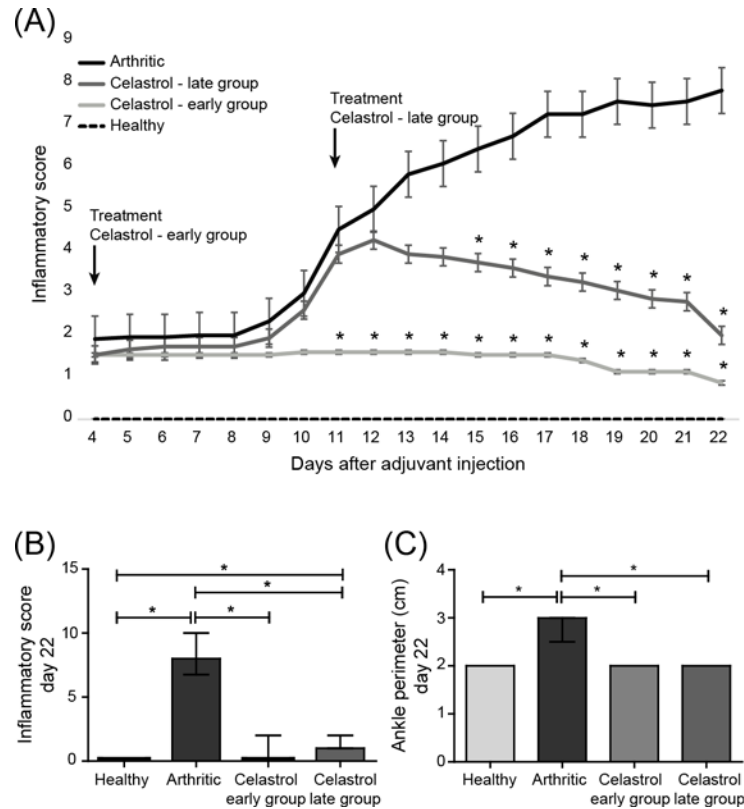 (A)
9
8
7
6
5
4
3
2
1
0
Inflammatory score
Arthritic
Celastrol - late group
Celastrol - early group
Healthy
Treatment
Celastrol - late group
Treatment
Celastrol - early group
* * * * * * * *
* * * * * * * * * * * *
4 5 6 7 8 9 10 11 12 13 14 15 16 17 18 19 20 21 22
Days after adjuvant injection
(B)
Inflammatory score
day 22
15
10
5
0
*
*
* *
Healthy Arthritic Celastrol Celastrol
early group late group
(C)
Ankle perimeter (cm)
day 22
4
3
2
1
0
*
* *
Healthy Arthritic Celastrol Celastrol
early group late group